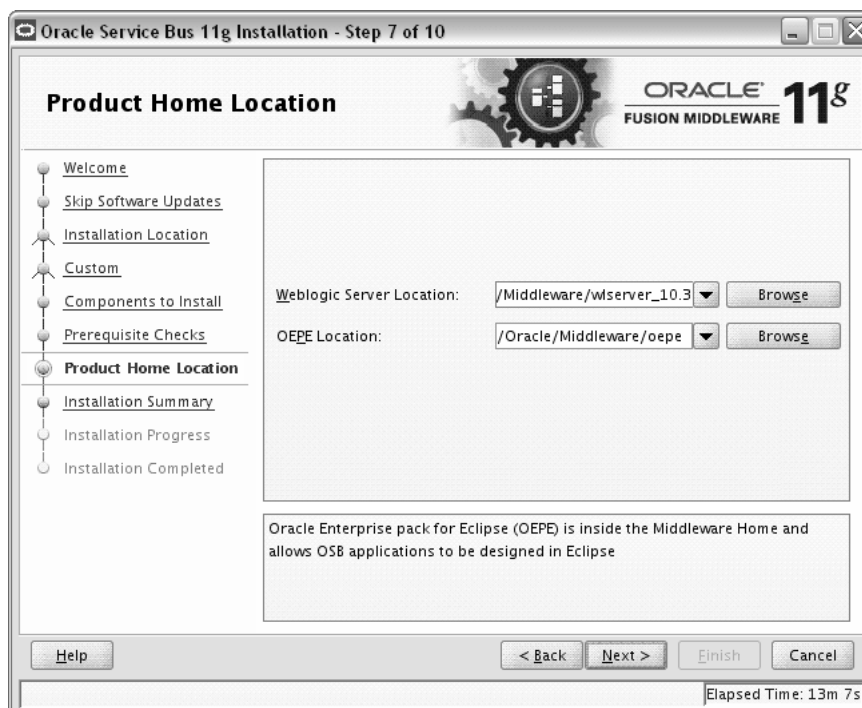 Oracle Service Bus 11g Installation - Step 7 of 10
Product Home Location
ORACLE®
FUSION MIDDLEWARE
11g
Welcome
Skip Software Updates
Installation Location
Custom
Components to Install
Prerequisite Checks
Product Home Location
Installation Summary
Installation Progress
Installation Completed
Weblogic Server Location: /Middleware/wlserver_10.3 Browse
OEPE Location: /Oracle/Middleware/oepe Browse
Oracle Enterprise pack for Eclipse (OEPE) is inside the Middleware Home and
allows OSB applications to be designed in Eclipse
Help < Back Next > Finish Cancel
Elapsed Time: 13m 7s